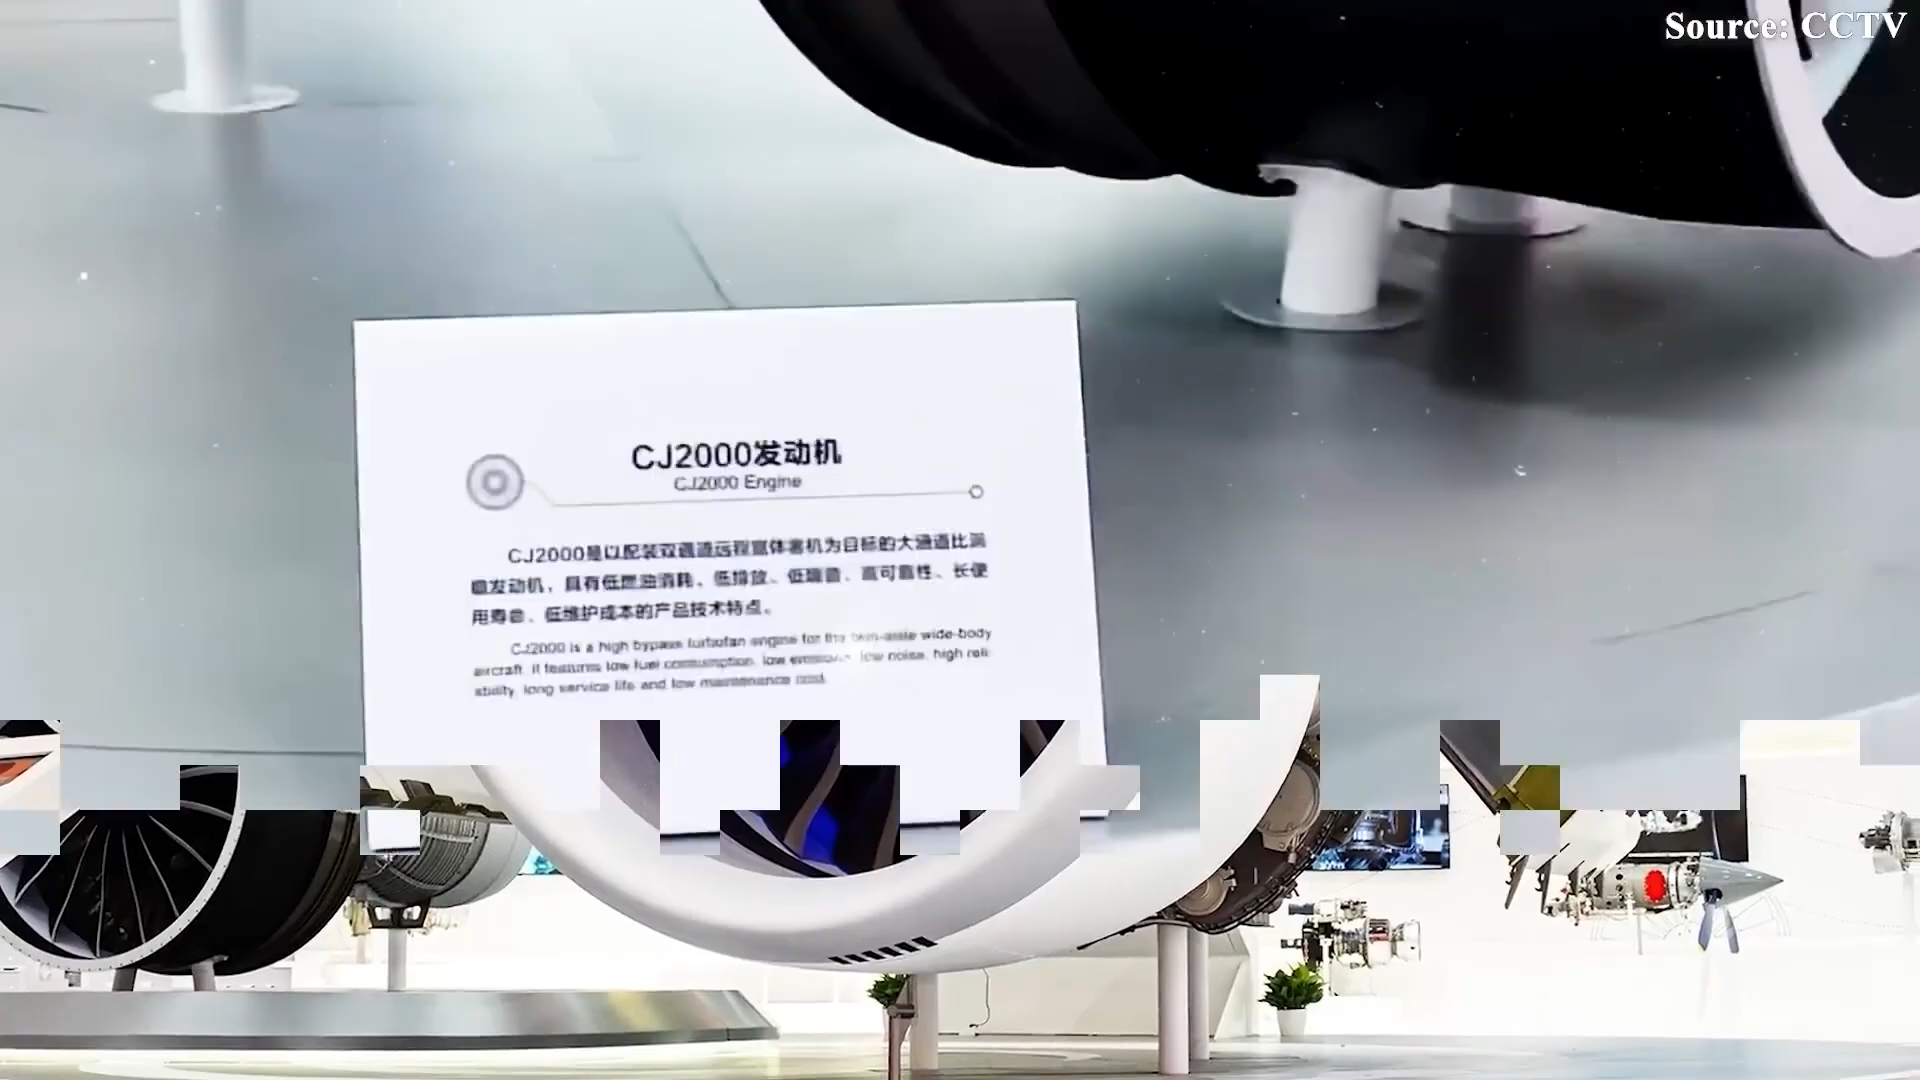 Source: CCTV
CJ2000发动机
CJ2000 Engine
CJ2000是以配装双通道远程宽体客机为目标的大涵道比涡
扇发动机，具有低燃油消耗、低排放、低噪音、高可靠性、长使
用寿命、低维护成本的产品技术特点。
CJ2000 is a high bypass turbofan engine for the twin-aisle wide-body
aircraft. It features low fuel consumption, low emission, low noise, high reli-
ability, long service life and low maintenance cost.